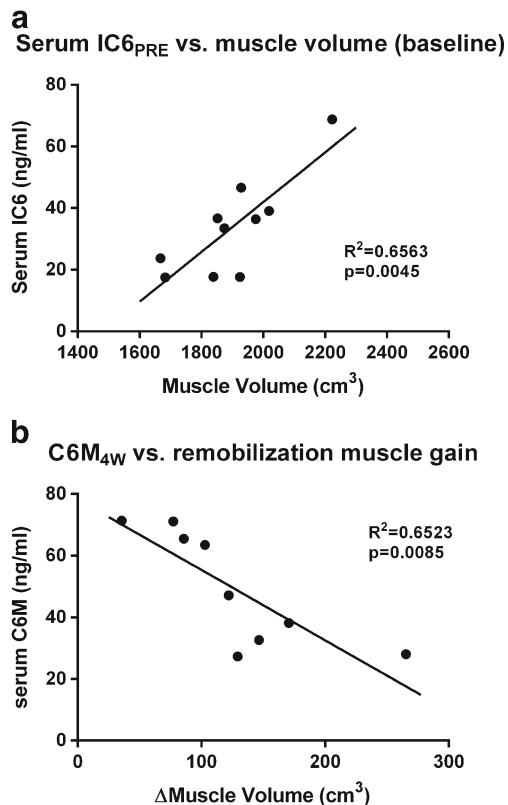 a
Serum IC6PRE vs. muscle volume (baseline)
80
60
40
20
0
Serum IC6 (ng/ml)
R2=0.6563
p=0.0045
1400 1600 1800 2000 2200 2400 2600
Muscle Volume (cm3)
b
C6M4W vs. remobilization muscle gain
80
60
40
20
0
serum C6M (ng/ml)
R2=0.6523
p=0.0085
0 100 200 300
ΔMuscle Volume (cm3)